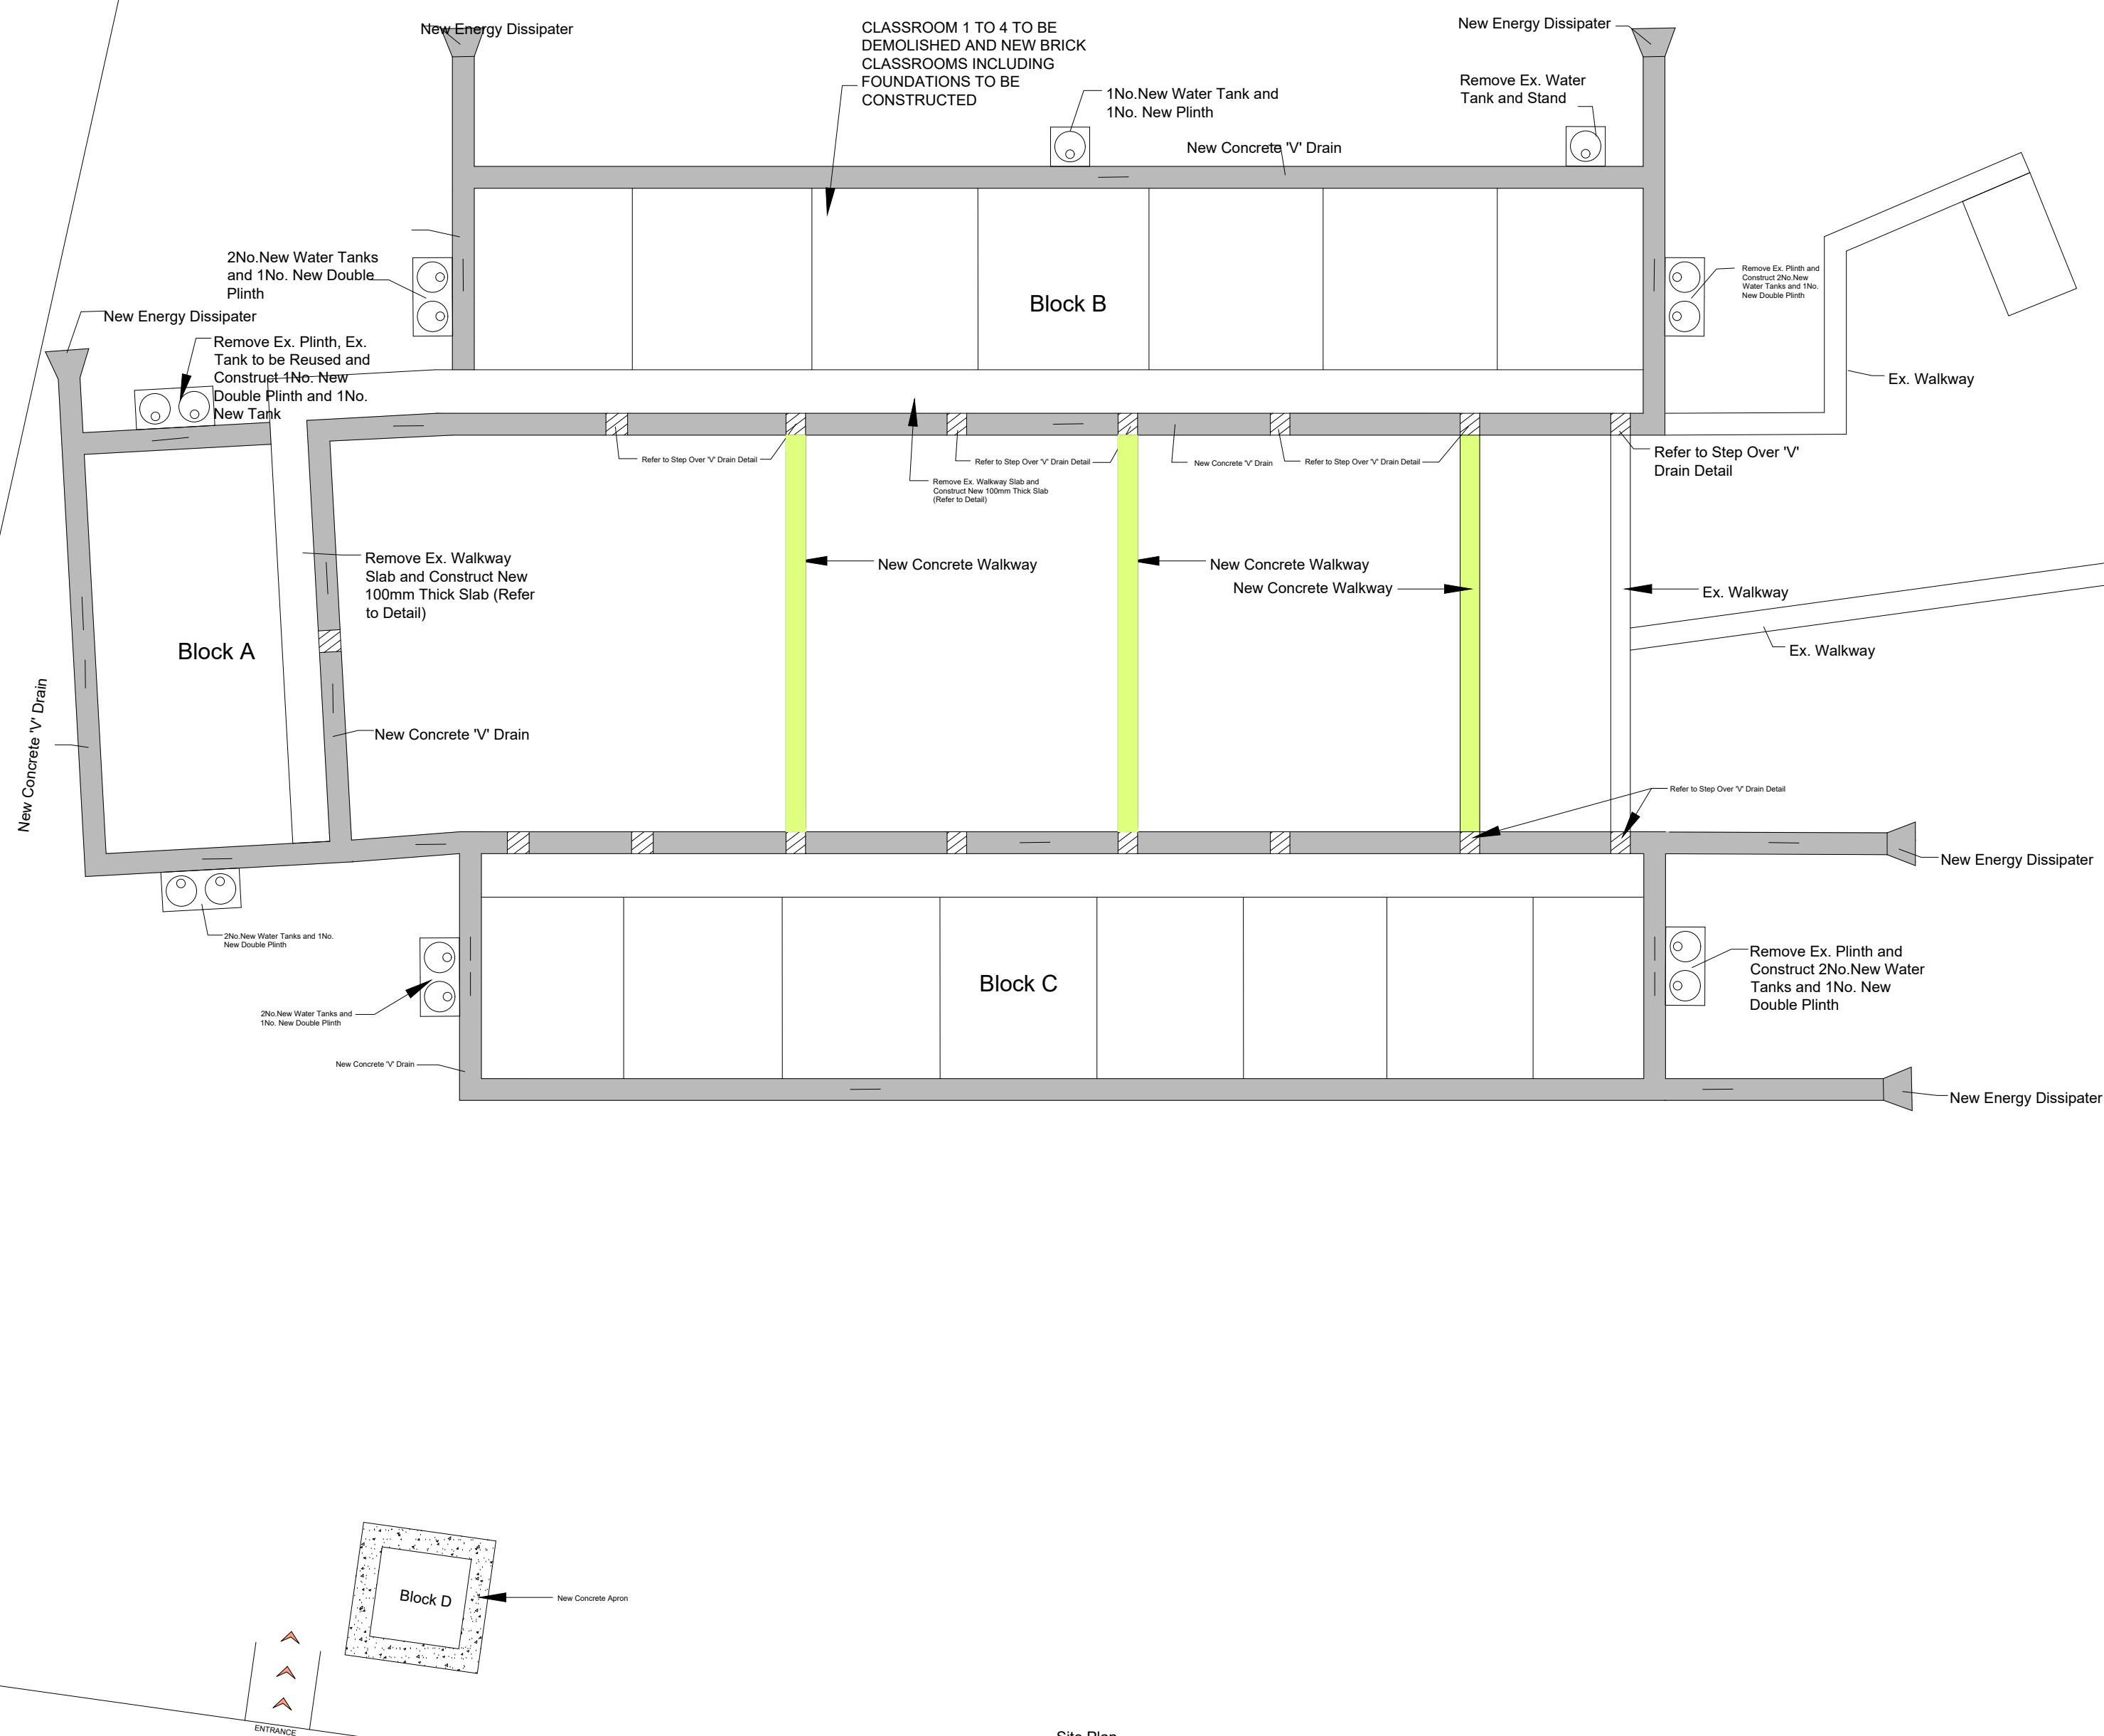 New Energy Dissipater
CLASSROOM 1 TO 4 TO BE
DEMOLISHED AND NEW BRICK
CLASSROOMS INCLUDING
FOUNDATIONS TO BE
CONSTRUCTED
New Energy Dissipater
Remove Ex. Water
Tank and Stand
1No.New Water Tank and
1No. New Plinth
New Concrete 'V' Drain
2No.New Water Tanks
and 1No. New Double
Plinth
Block B
Remove Ex. Plinth and
Construct 2No.New
Water Tanks and 1No.
New Double Plinth
New Energy Dissipater
Remove Ex. Plinth, Ex.
Tank to be Reused and
Construct 1No. New
Double Plinth and 1No.
New Tank
Ex. Walkway
Refer to Step Over 'V' Drain Detail
Refer to Step Over 'V' Drain Detail
New Concrete 'V' Drain
Refer to Step Over 'V' Drain Detail
Refer to Step Over 'V'
Drain Detail
Remove Ex. Walkway Slab and
Construct New 100mm Thick Slab
(Refer to Detail)
Remove Ex. Walkway
Slab and Construct New
100mm Thick Slab (Refer
to Detail)
New Concrete Walkway
New Concrete Walkway
New Concrete Walkway
Ex. Walkway
Ex. Walkway
Block A
New Concrete 'V' Drain
New Concrete 'V' Drain
Refer to Step Over 'V' Drain Detail
New Energy Dissipater
2No.New Water Tanks and 1No.
New Double Plinth
Block C
Remove Ex. Plinth and
Construct 2No.New Water
Tanks and 1No. New
Double Plinth
2No.New Water Tanks and
1No. New Double Plinth
New Concrete 'V' Drain
New Energy Dissipater
Block D
New Concrete Apron
ENTRANCE
Site Plan